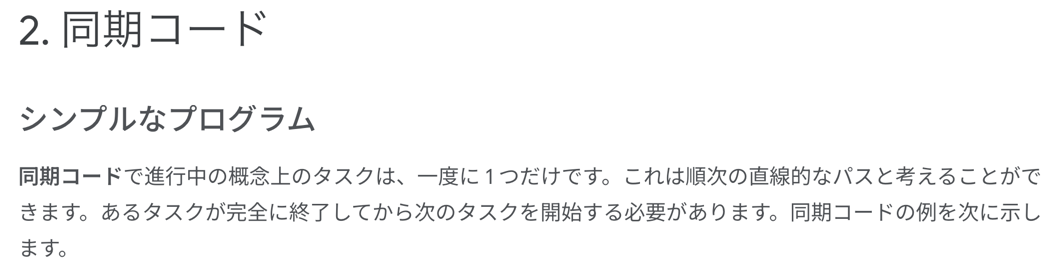 2. 同期コード
シンプルなプログラム
同期コードで進行中の概念上のタスクは、一度に 1 つだけです。これは順次の直線的なパスと考えることがで
きます。あるタスクが完全に終了してから次のタスクを開始する必要があります。同期コードの例を次に示し
ます。